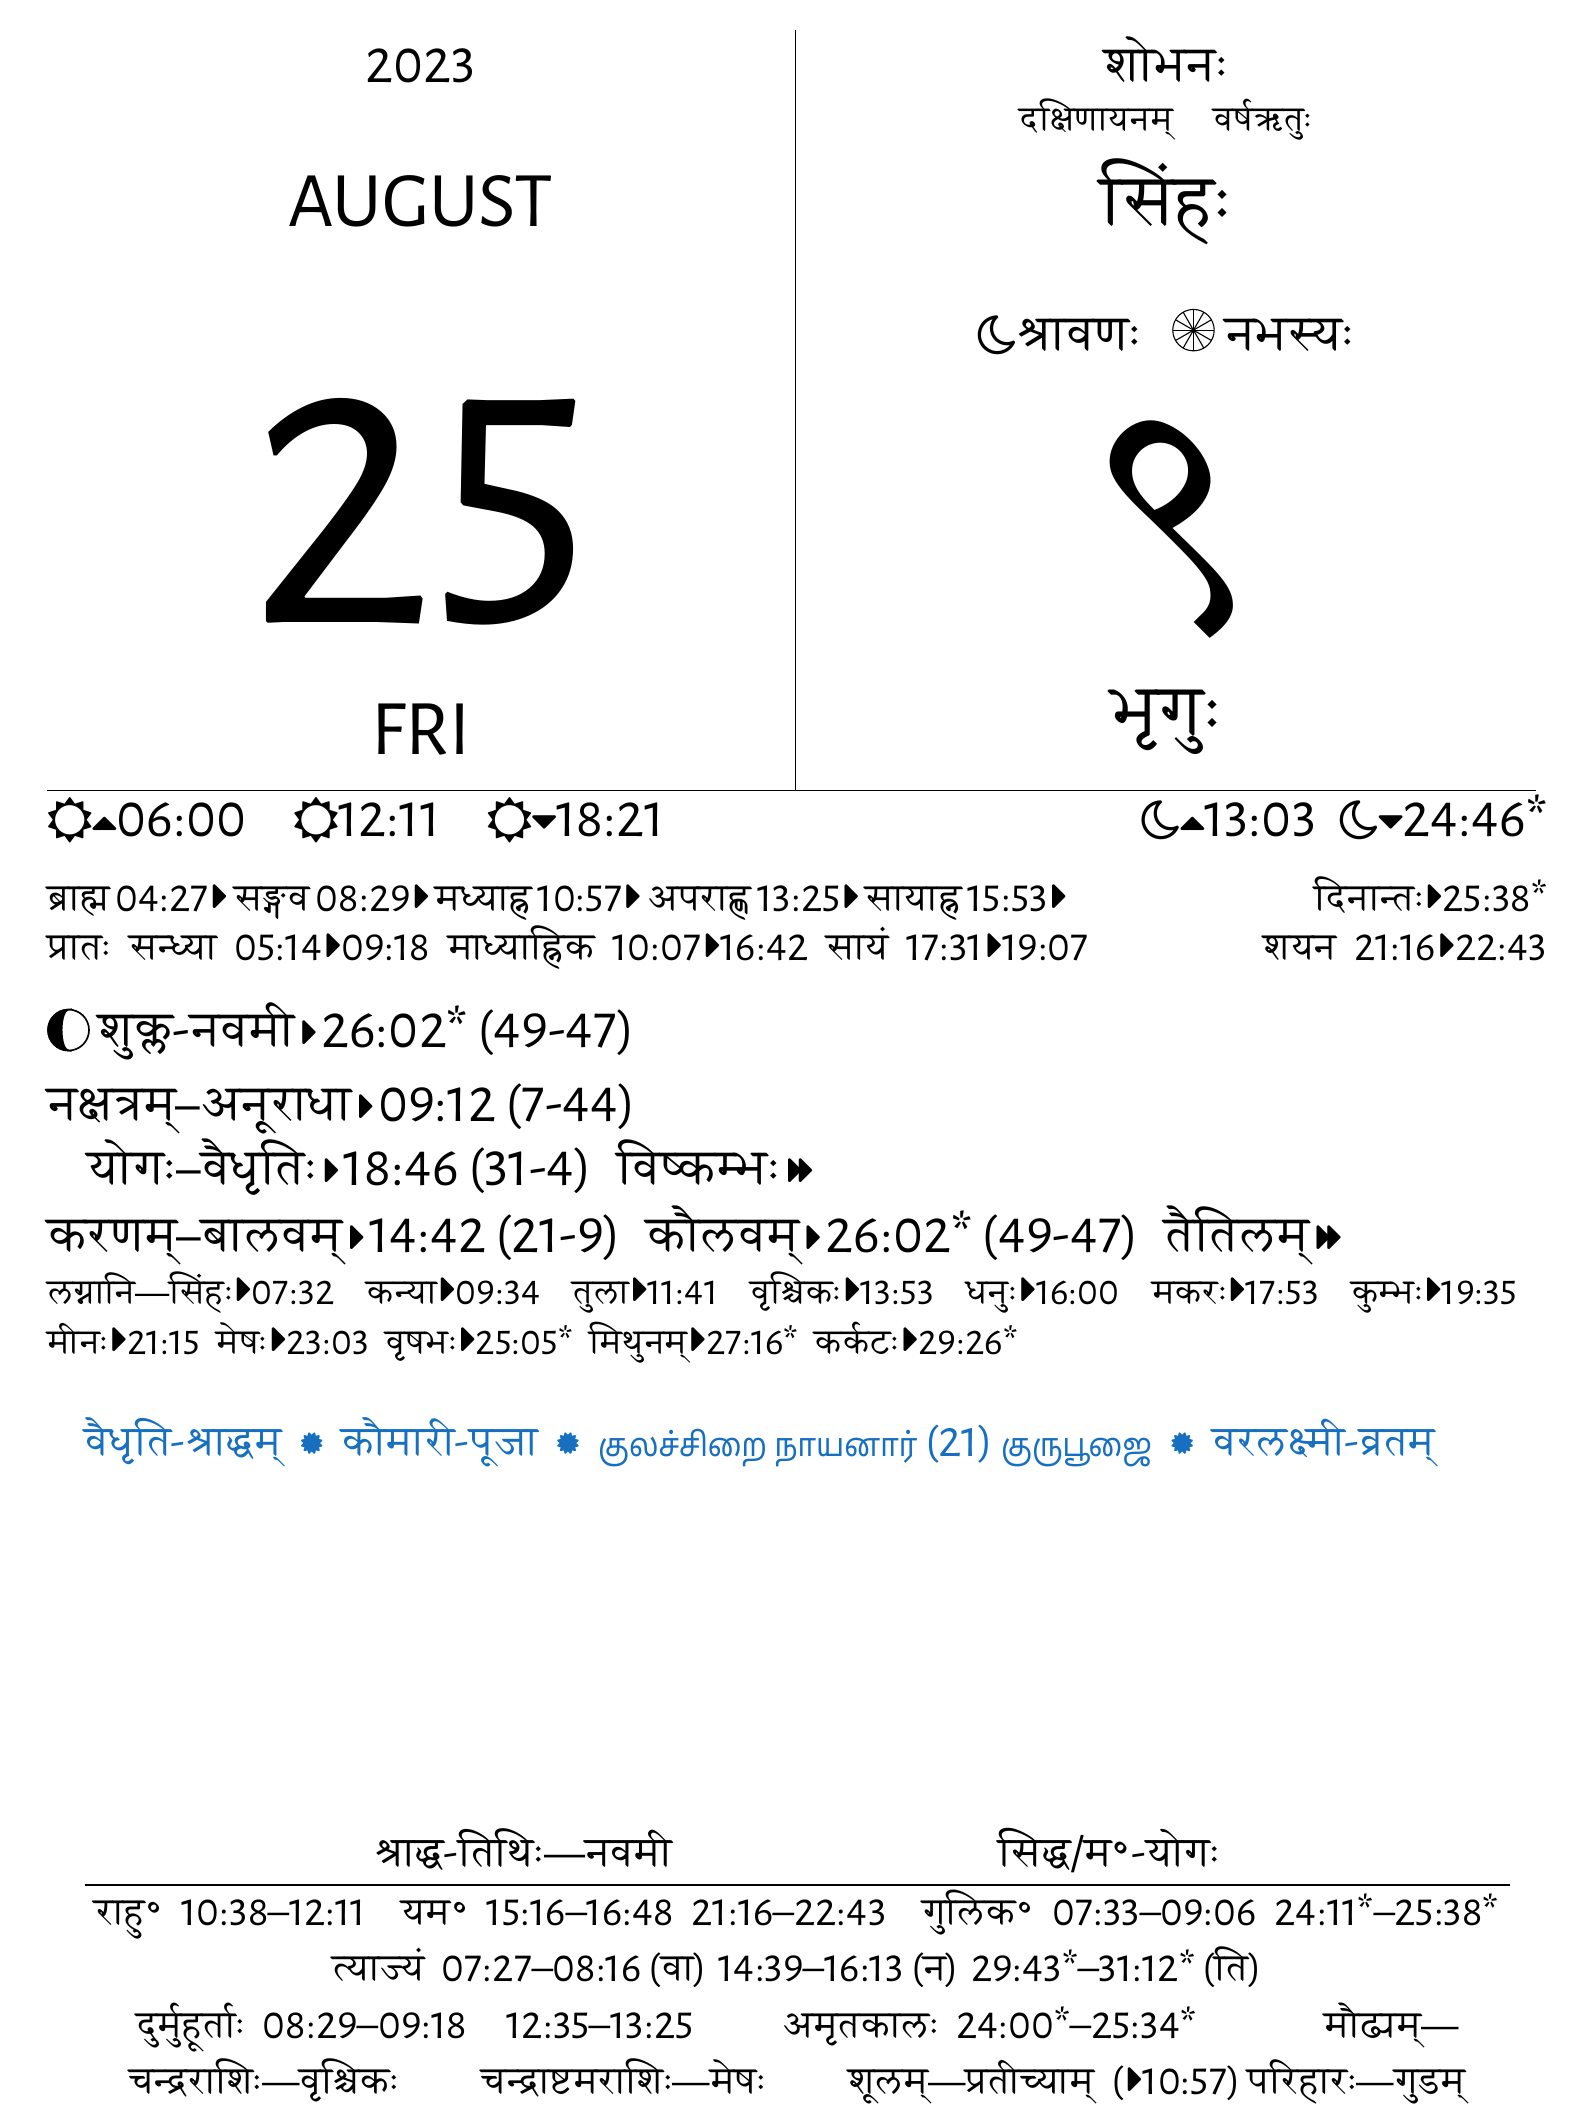 2023
AUGUST
25
FRI
शोभनः
दक्षिणायनम् वर्षऋतुः
सिंहः
श्रावणः नभस्यः
९
भृगुः
06:00 12:11 18:21 13:03 24:46*
ब्राह्म 04:27 सङ्गव 08:29 मध्याह्न 10:57 अपराह्ण 13:25 सायाह्न 15:53 दिनान्तः 25:38*
प्रातः सन्ध्या 05:14 09:18 माध्याह्निक 10:07 16:42 सायं 17:31 19:07 शयन 21:16 22:43
शुक्ल-नवमी 26:02* (49-47)
नक्षत्रम्–अनूराधा 09:12 (7-44)
योगः–वैधृतिः 18:46 (31-4) विष्कम्भः
करणम्–बालवम् 14:42 (21-9) कौलवम् 26:02* (49-47) तैतिलम्
लग्नानि—सिंहः 07:32 कन्या 09:34 तुला 11:41 वृश्चिकः 13:53 धनुः 16:00 मकरः 17:53 कुम्भः 19:35
मीनः 21:15 मेषः 23:03 वृषभः 25:05* मिथुनम् 27:16* कर्कटः 29:26*
वैधृति-श्राद्धम् कौमारी-पूजा குலச்சிறை நாயனார் (21) குருபூஜை वरलक्ष्मी-व्रतम्
श्राद्ध-तिथिः—नवमी सिद्ध/म॰-योगः
राहु॰ 10:38–12:11 यम॰ 15:16–16:48 21:16–22:43 गुलिक॰ 07:33–09:06 24:11*–25:38*
त्याज्यं 07:27–08:16 (वा) 14:39–16:13 (न) 29:43*–31:12* (ति)
दुर्मुहूर्ताः 08:29–09:18 12:35–13:25 अमृतकालः 24:00*–25:34* मौढ्यम्—
चन्द्रराशिः—वृश्चिकः चन्द्राष्टमराशिः—मेषः शूलम्—प्रतीच्याम् (10:57) परिहारः—गुडम्